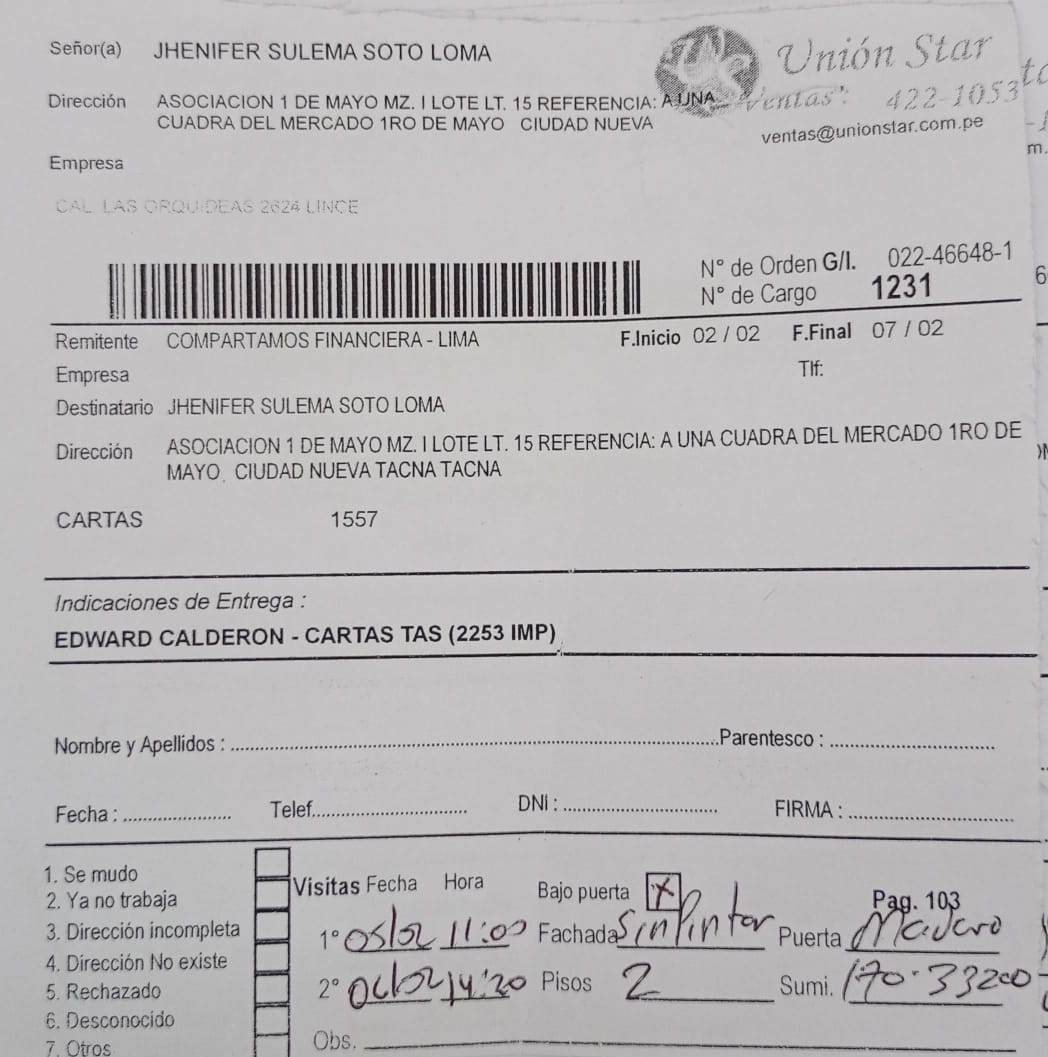 Señor(a) JHENIFER SULEMA SOTO LOMA
Unión Star
Dirección ASOCIACION 1 DE MAYO MZ. I LOTE LT. 15 REFERENCIA: A UNA
Ventas: 422-1053
CUADRA DEL MERCADO 1RO DE MAYO CIUDAD NUEVA
ventas@unionstar.com.pe
Empresa
CAL. LAS ORQUIDEAS 2624 LINCE
N° de Orden G/I. 022-46648-1
N° de Cargo 1231
Remitente COMPARTAMOS FINANCIERA - LIMA F.Inicio 02 / 02 F.Final 07 / 02
Empresa Tlf:
Destinatario JHENIFER SULEMA SOTO LOMA
Dirección ASOCIACION 1 DE MAYO MZ. I LOTE LT. 15 REFERENCIA: A UNA CUADRA DEL MERCADO 1RO DE
MAYO, CIUDAD NUEVA TACNA TACNA
CARTAS 1557
Indicaciones de Entrega :
EDWARD CALDERON - CARTAS TAS (2253 IMP)
Nombre y Apellidos : Parentesco :
Fecha : Telef. DNI : FIRMA :
1. Se mudo
2. Ya no trabaja
3. Dirección incompleta
4. Dirección No existe
5. Rechazado
6. Desconocido
7. Otros
Visitas Fecha Hora Bajo puerta X Pag. 103
1° 05/02 11:00 Fachada Sin Pintar Puerta Madera
2° 06/02 14:20 Pisos 2 Sumi. 170-33200
Obs.